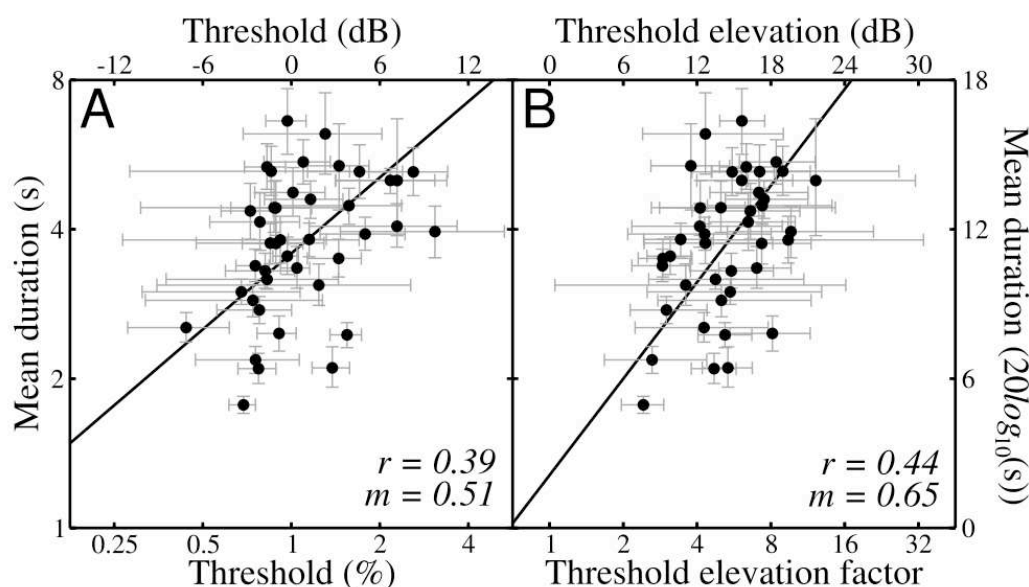 Threshold (dB)
Threshold elevation (dB)
-12 -6 0 6 12
0 6 12 18 24 30
8
4
2
1
Mean duration (s)
A
r = 0.39
m = 0.51
B
r = 0.44
m = 0.65
18
12
6
0
Mean duration (20log10(s))
0.25 0.5 1 2 4
1 2 4 8 16 32
Threshold (%)
Threshold elevation factor